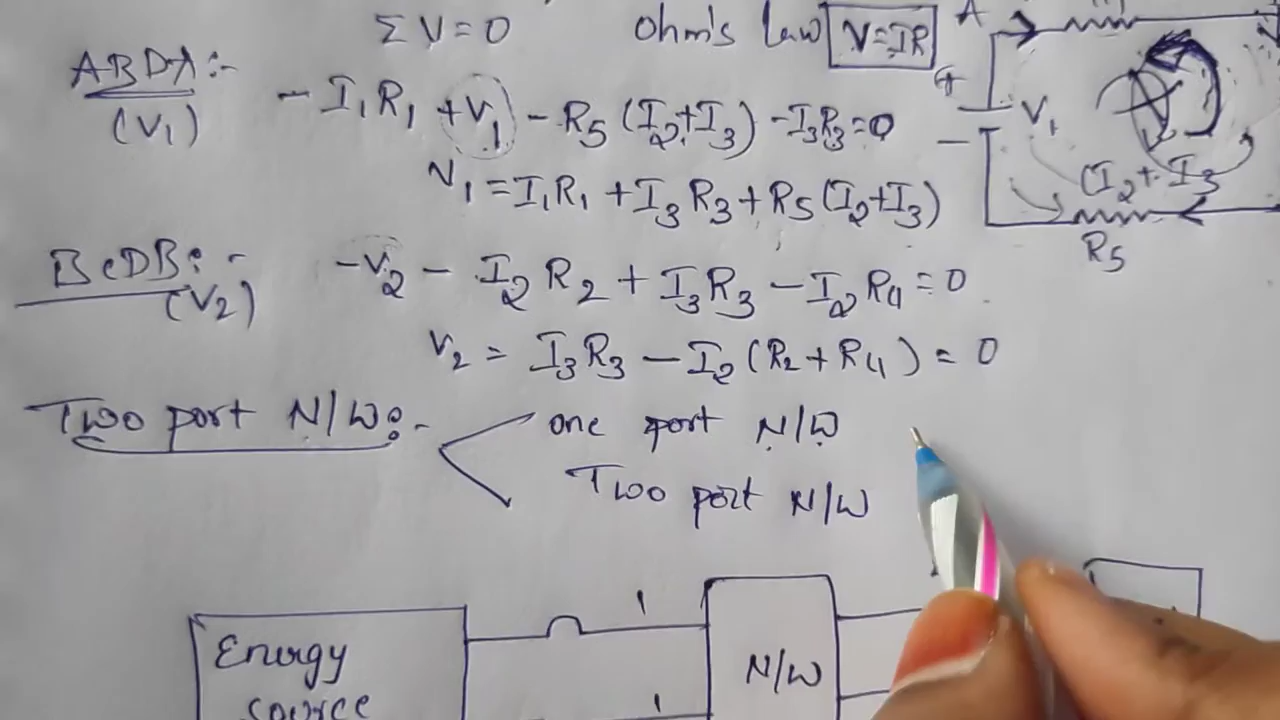 ΣV=0 ohm's law V=IR
A
ABDA:- -I₁R₁ +V₁ - R₅ (I₂+I₃) -I₃R₃=0
(V₁)
V₁ =I₁R₁ +I₃R₃+R₅(I₂+I₃)
+
V₁
-
(I₂+I₃
R₅
BCDB:- -V₂ - I₂R₂ + I₃R₃ -I₂R₄=0
(V₂)
V₂ = I₃R₃ - I₂(R₂+R₄) = 0
Two port N/W:- one port N/W
Two port N/W
Energy
source
1
N/W
1